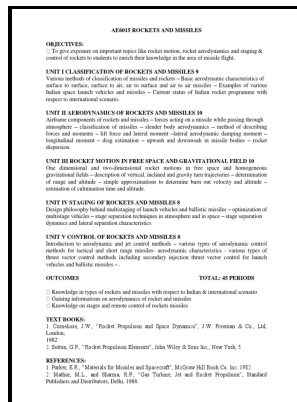 AE6015 ROCKETS AND MISSILES
OBJECTIVES:
□ To give exposure on important topics like rocket motion, rocket aerodynamics and staging &
control of rockets to students to enrich their knowledge in the area of missile flight.
UNIT I CLASSIFICATION OF ROCKETS AND MISSILES 9
Various methods of classification of missiles and rockets – Basic aerodynamic characteristics of
surface to surface, surface to air, air to surface and air to air missiles – Examples of various
Indian space launch vehicles and missiles – Current status of Indian rocket programme with
respect to international scenario.
UNIT II AERODYNAMICS OF ROCKETS AND MISSILES 10
Airframe components of rockets and missiles – forces acting on a missile while passing through
atmosphere – classification of missiles – slender body aerodynamics – method of describing
forces and moments – lift force and lateral moment –lateral aerodynamic damping moment –
longitudinal moment – drag estimation – upwash and downwash in missile bodies – rocket
dispersion.
UNIT III ROCKET MOTION IN FREE SPACE AND GRAVITATIONAL FIELD 10
One dimensional and two-dimensional rocket motions in free space and homogeneous
gravitational fields – description of vertical, inclined and gravity turn trajectories – determination
of range and altitude – simple approximations to determine burn out velocity and altitude –
estimation of culmination time and altitude.
UNIT IV STAGING OF ROCKETS AND MISSILES 8
Design philosophy behind multistaging of launch vehicles and ballistic missiles – optimization of
multistage vehicles – stage separation techniques in atmosphere and in space – stage separation
dynamics and lateral separation characteristics
UNIT V CONTROL OF ROCKETS AND MISSILES 8
Introduction to aerodynamic and jet control methods – various types of aerodynamic control
methods for tactical and short range missiles- aerodynamic characteristics - various types of
thrust vector control methods including secondary injection thrust vector control for launch
vehicles and ballistic missiles – .
OUTCOMES TOTAL: 45 PERIODS
□ Knowledge in types of rockets and missiles with respect to Indian & international scenario
□ Gaining informations on aerodynamics of rocket and missiles
□ Knowledge on stages and remote control of rockets missiles
TEXT BOOKS:
1. Cornelisse, J.W., "Rocket Propulsion and Space Dynamics", J.W. Freeman & Co., Ltd,
London,
1982
2. Sutton, G.P., "Rocket Propulsion Elements", John Wiley & Sons Inc., New York, 5
REFERENCES:
1. Parker, E.R., "Materials for Missiles and Spacecraft", McGraw Hill Book Co. Inc. 1982.
2. Mathur, M.L., and Sharma, R.P., "Gas Turbine, Jet and Rocket Propulsion", Standard
Publishers and Distributors, Delhi, 1988.